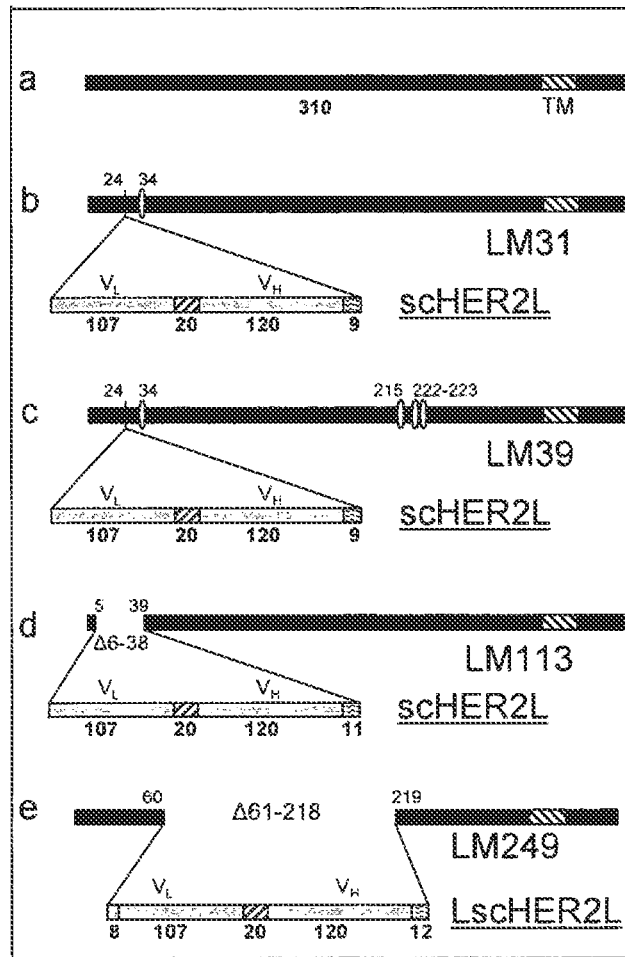 a
310 TM
24 34
b
LM31
VL VH
scHER2L
107 20 120 9
24 34 215 222-223
c
LM39
VL VH
scHER2L
107 20 120 9
5 39
d
Δ6-38
LM113
VL VH
scHER2L
107 20 120 11
60 Δ61-218 219
e
LM249
VL VH
LscHER2L
8 107 20 120 12